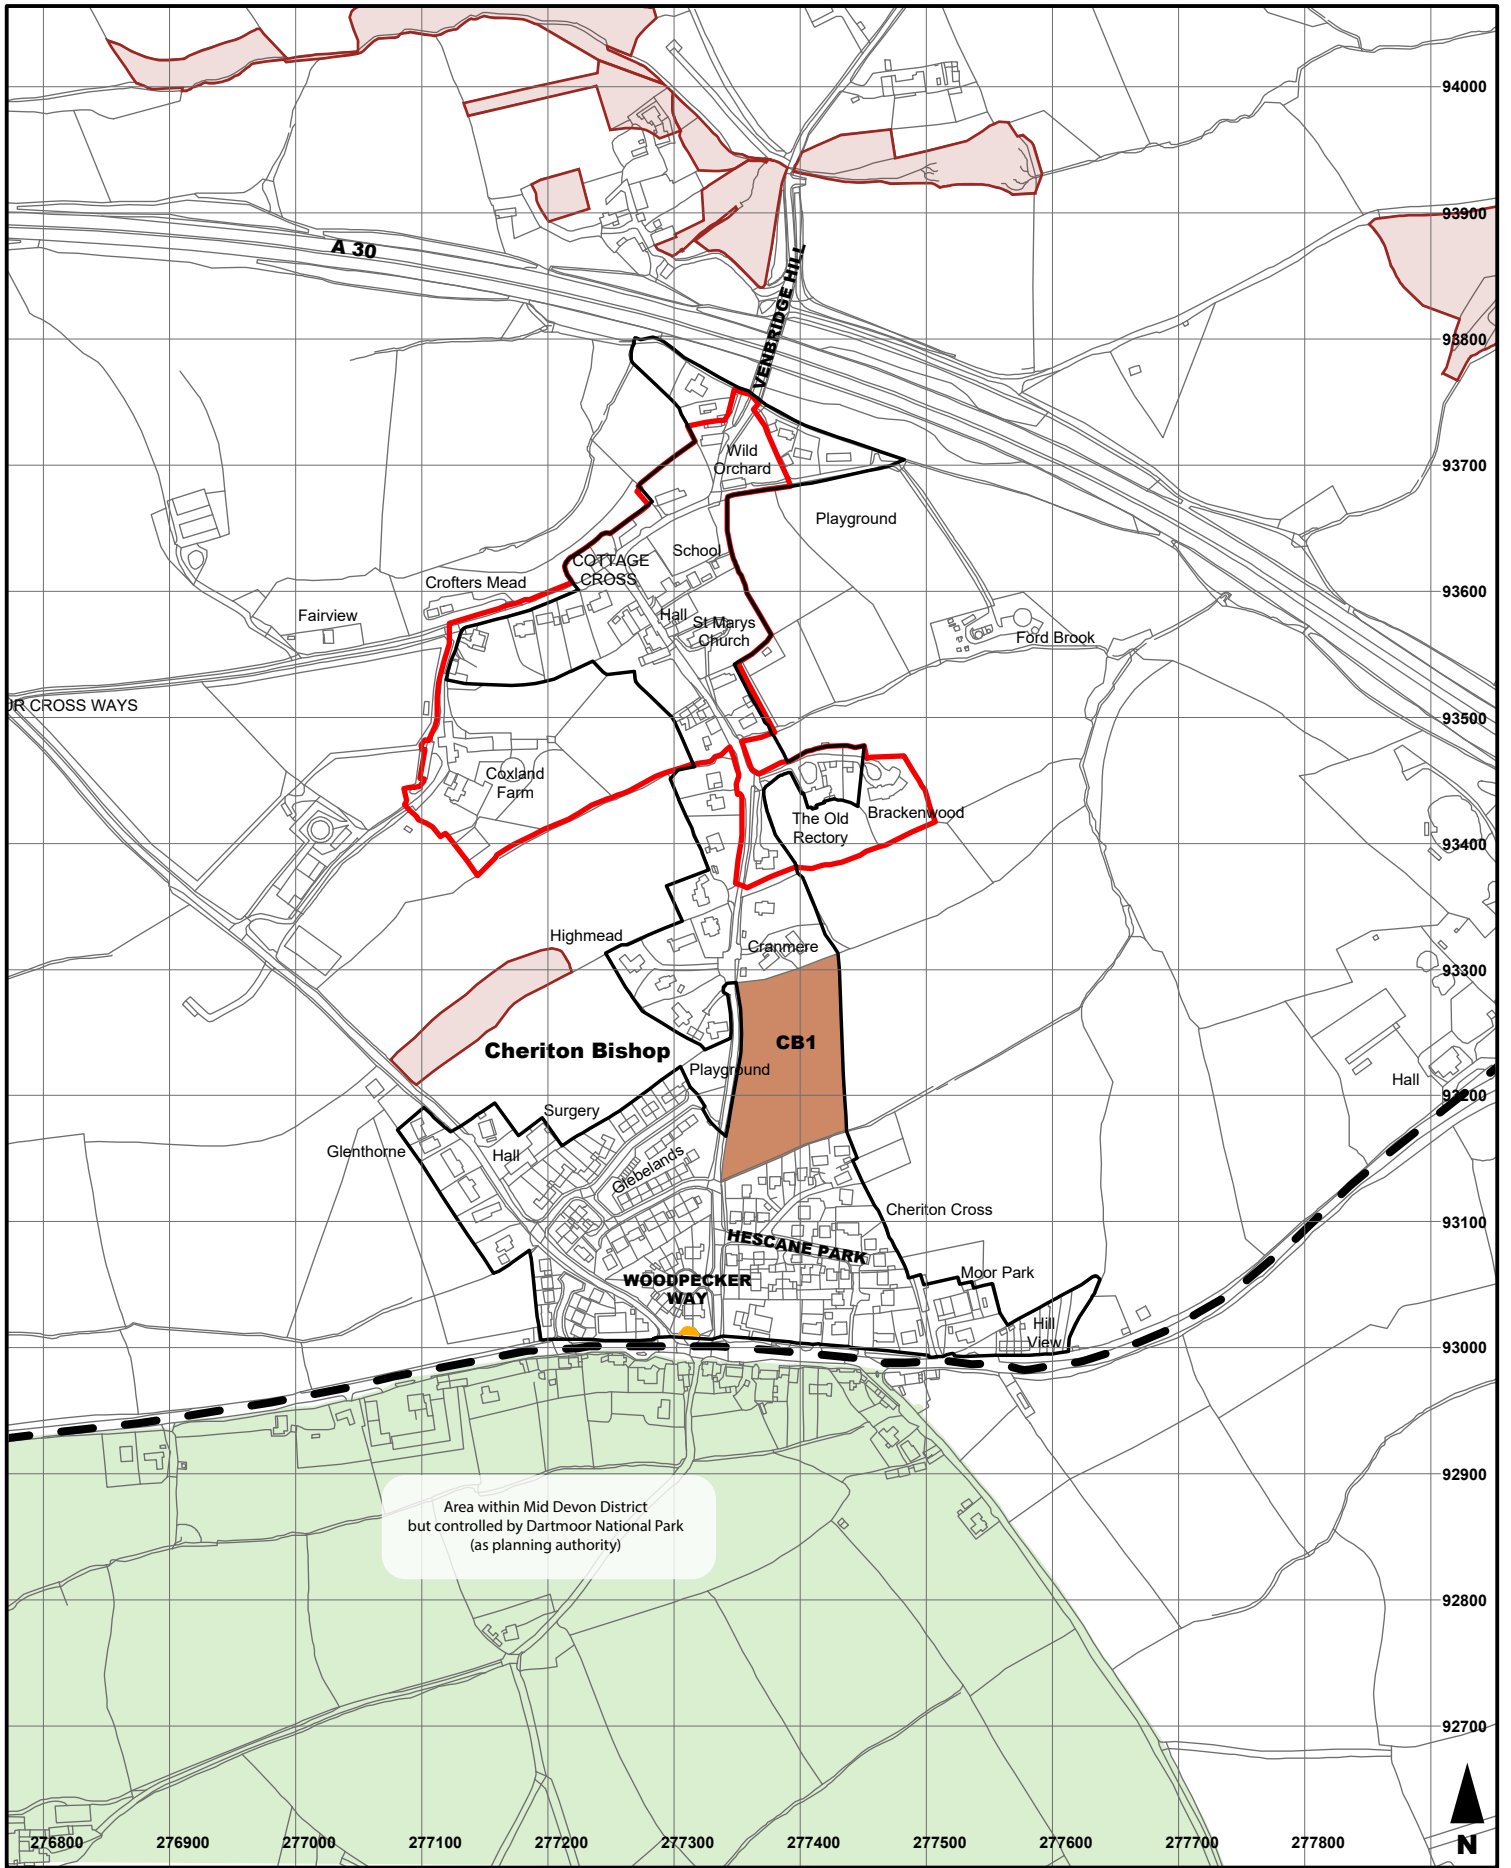 94000
93900
A 30
VENBRIDGE HILL
93800
Wild
Orchard
93700
Playground
School
COTTAGE
CROSS
Crofters Mead
93600
Fairview
Hall
St Marys
Church
Ford Brook
UR CROSS WAYS
93500
Coxland
Farm
The Old
Rectory
Brackenwood
93400
Highmead
Cranmere
93300
Cheriton Bishop
CB1
Playground
Hall
93200
Surgery
Glenthorne
Hall
Glebelands
Cheriton Cross
93100
HESCANE PARK
WOODPECKER
WAY
Moor Park
Hill
View
93000
92900
Area within Mid Devon District
but controlled by Dartmoor National Park
(as planning authority)
92800
92700
276800 276900 277000 277100 277200 277300 277400 277500 277600 277700 277800
N